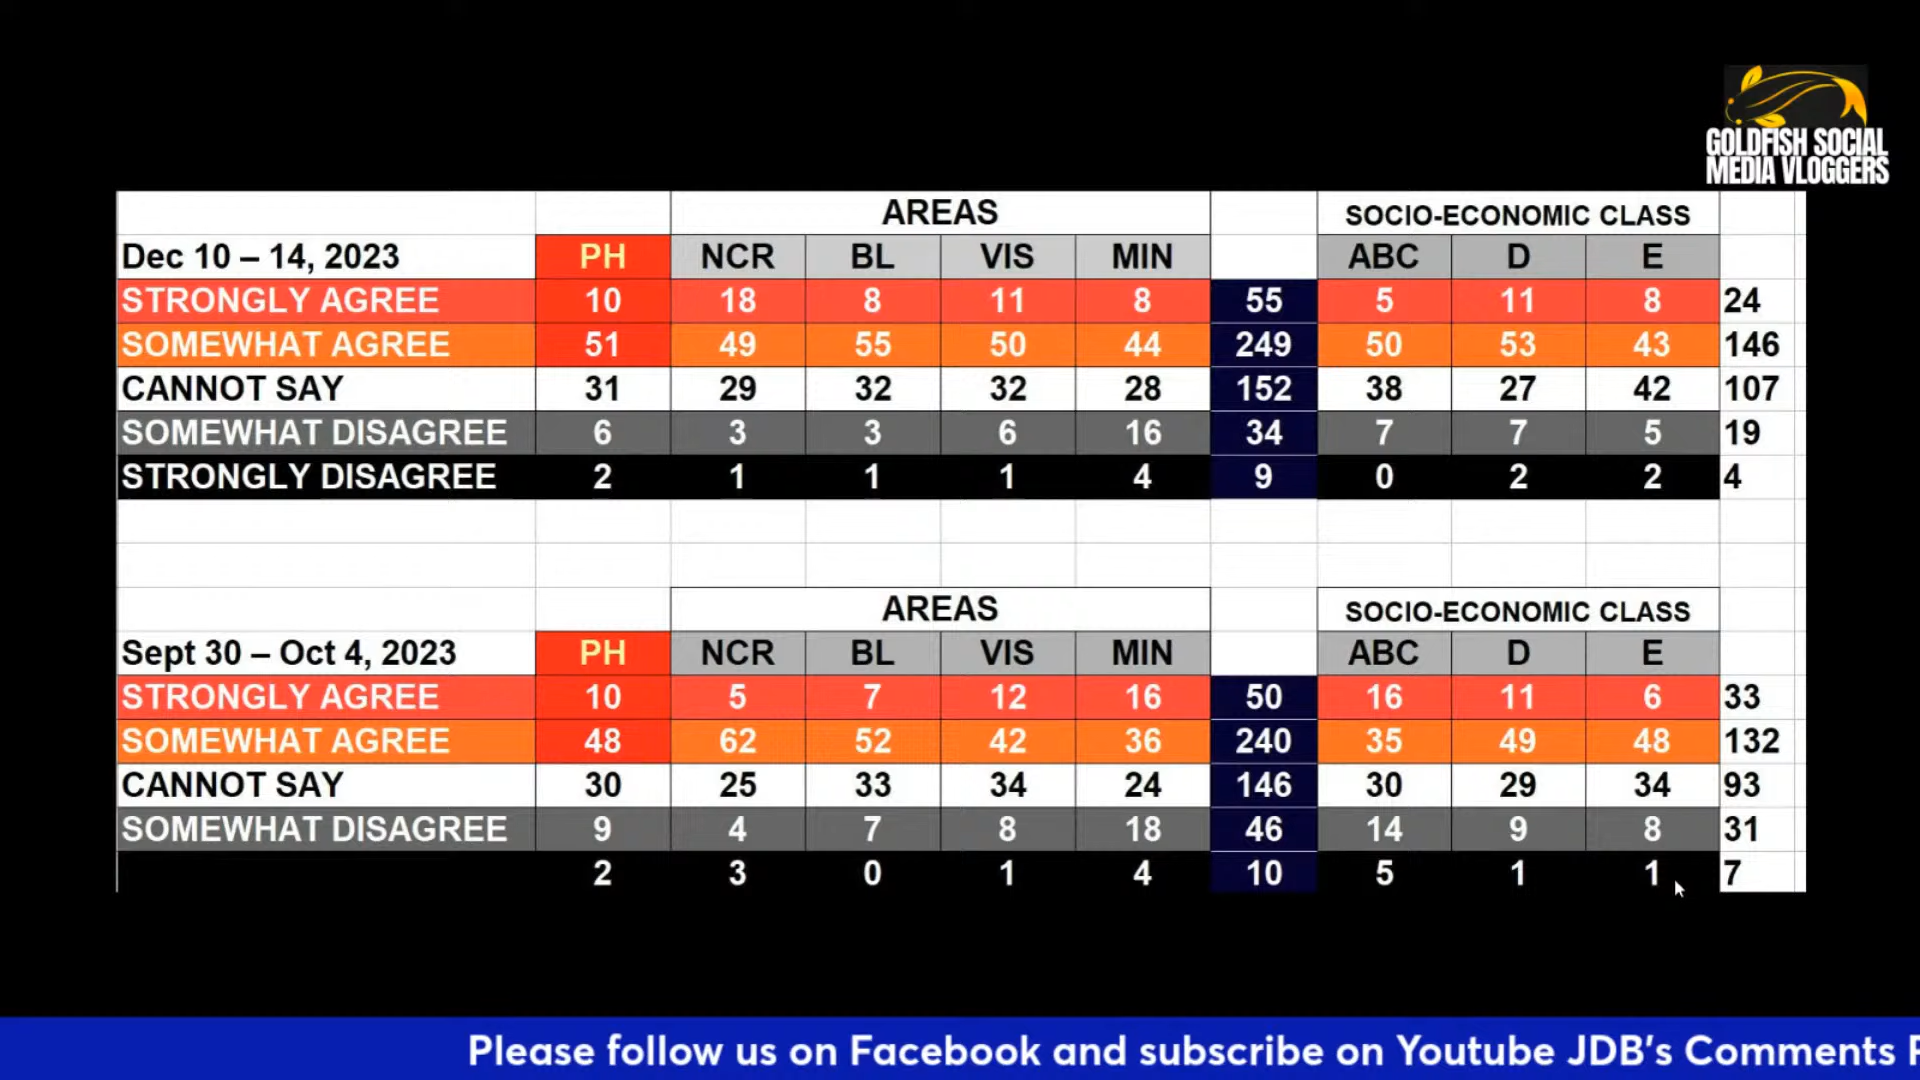 GOLDFISH SOCIAL
MEDIA VLOGGERS
AREAS SOCIO-ECONOMIC CLASS
Dec 10 – 14, 2023 PH NCR BL VIS MIN ABC D E
STRONGLY AGREE 10 18 8 11 8 55 5 11 8 24
SOMEWHAT AGREE 51 49 55 50 44 249 50 53 43 146
CANNOT SAY 31 29 32 32 28 152 38 27 42 107
SOMEWHAT DISAGREE 6 3 3 6 16 34 7 7 5 19
STRONGLY DISAGREE 2 1 1 1 4 9 0 2 2 4
AREAS SOCIO-ECONOMIC CLASS
Sept 30 – Oct 4, 2023 PH NCR BL VIS MIN ABC D E
STRONGLY AGREE 10 5 7 12 16 50 16 11 6 33
SOMEWHAT AGREE 48 62 52 42 36 240 35 49 48 132
CANNOT SAY 30 25 33 34 24 146 30 29 34 93
SOMEWHAT DISAGREE 9 4 7 8 18 46 14 9 8 31
2 3 0 1 4 10 5 1 1 7
Please follow us on Facebook and subscribe on Youtube JDB's Comments